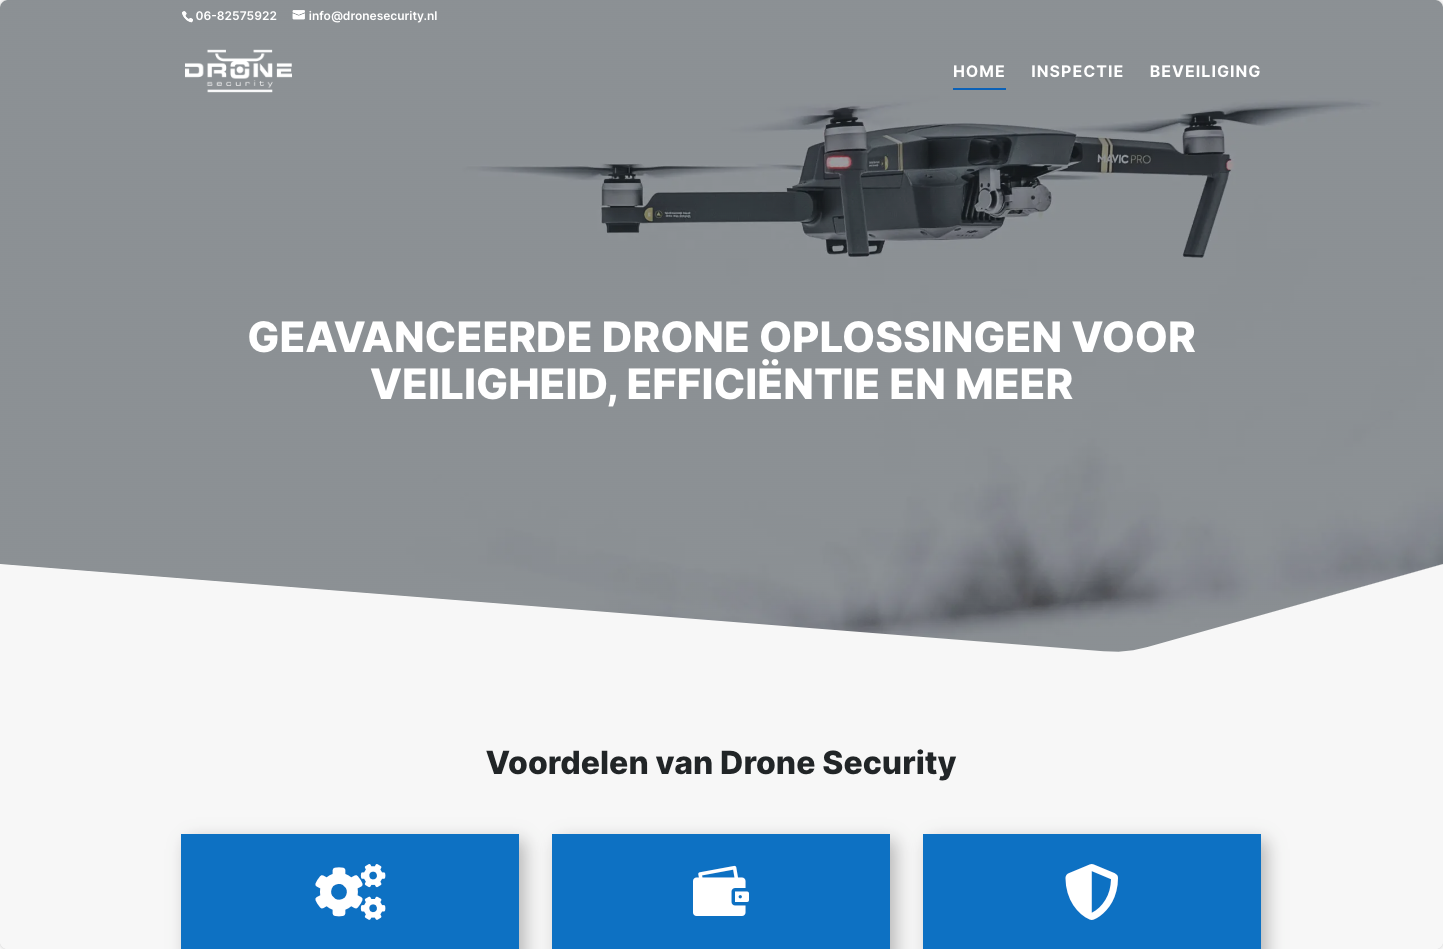 06-82575922 info@dronesecurity.nl
DRONE
security
HOME INSPECTIE BEVEILIGING
MAVIC PRO
GEAVANCEERDE DRONE OPLOSSINGEN VOOR
VEILIGHEID, EFFICIËNTIE EN MEER
Voordelen van Drone Security